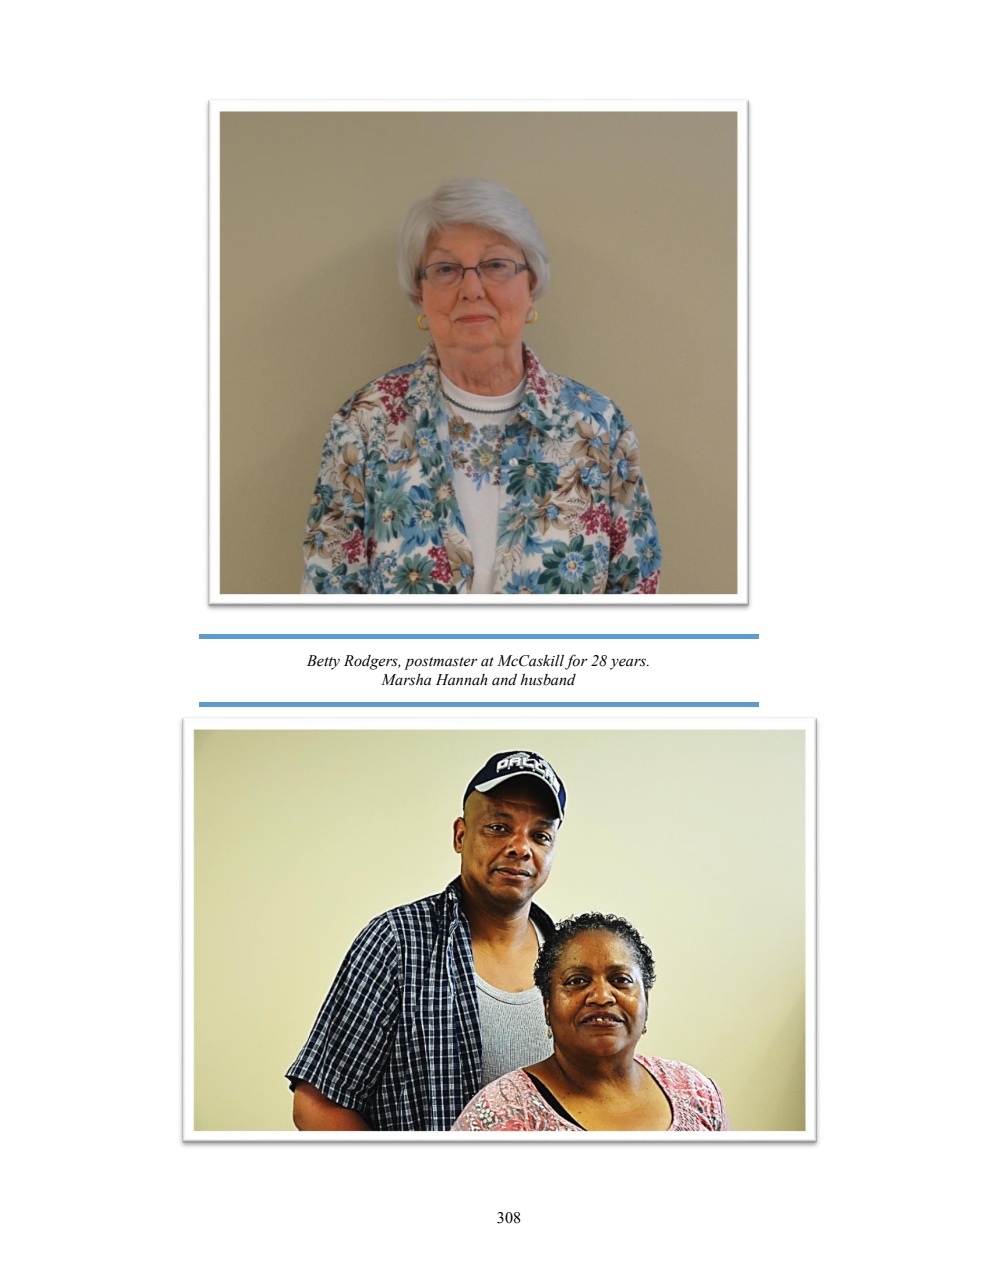 Betty Rodgers, postmaster at McCaskill for 28 years.
Marsha Hannah and husband
308